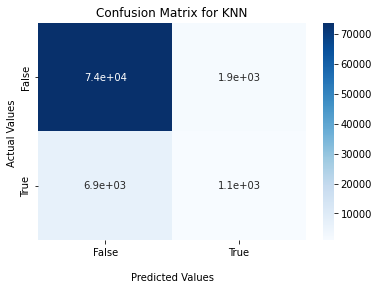 Confusion Matrix for KNN
False
7.4e+04
1.9e+03
True
6.9e+03
1.1e+03
Actual Values
False
True
Predicted Values
70000
60000
50000
40000
30000
20000
10000